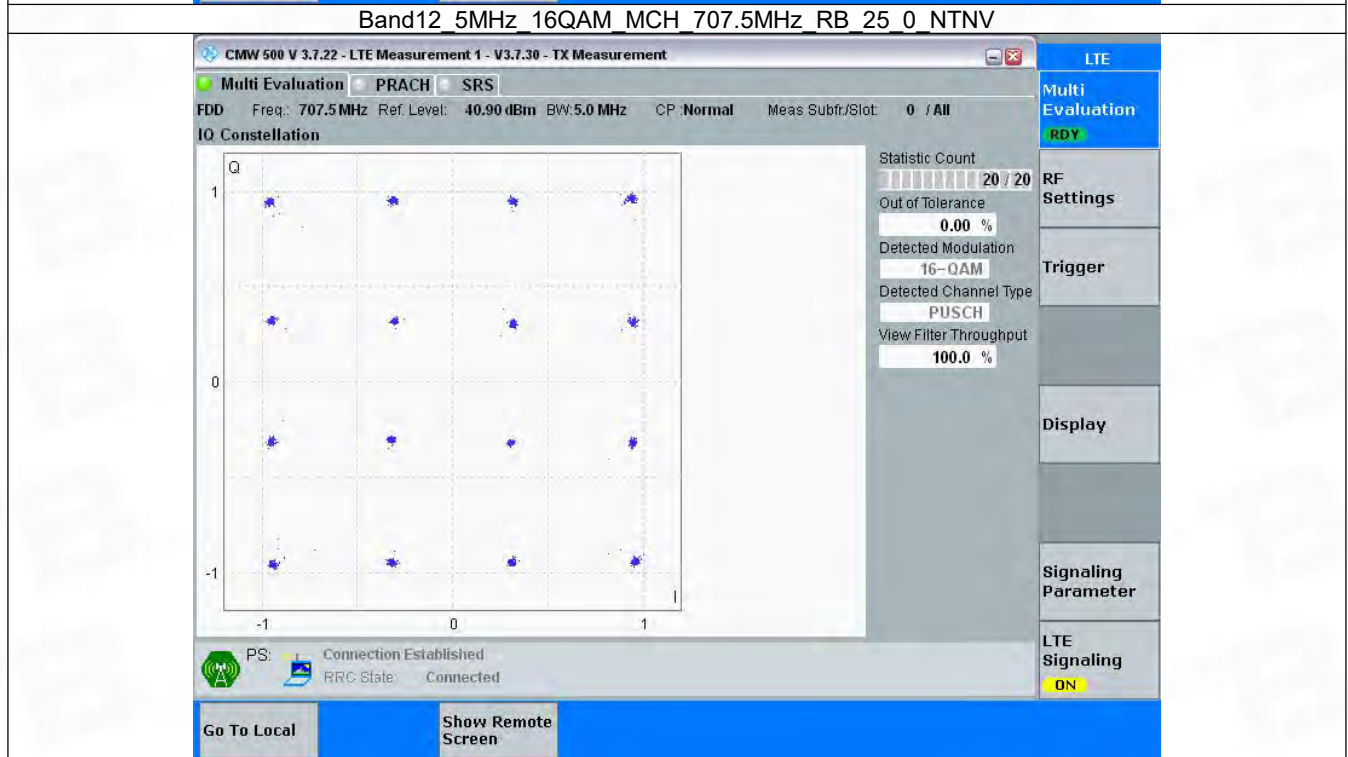 Band12_5MHz_16QAM_MCH_707.5MHz_RB_25_0_NTNV
CMW 500 V 3.7.22 - LTE Measurement 1 - V3.7.30 - TX Measurement
LTE
Multi Evaluation PRACH SRS
Multi Evaluation
RDY
FDD Freq.: 707.5 MHz Ref. Level: 40.90 dBm BW: 5.0 MHz CP :Normal Meas Subfr./Slot: 0 / All
IQ Constellation
Q
1
0
-1
-1 0 1
I
Statistic Count
20 / 20
Out of Tolerance
0.00 %
Detected Modulation
16-QAM
Detected Channel Type
PUSCH
View Filter Throughput
100.0 %
RF
Settings
Trigger
Display
Signaling
Parameter
LTE
Signaling
ON
PS: Connection Established
RRC State: Connected
Go To Local
Show Remote
Screen